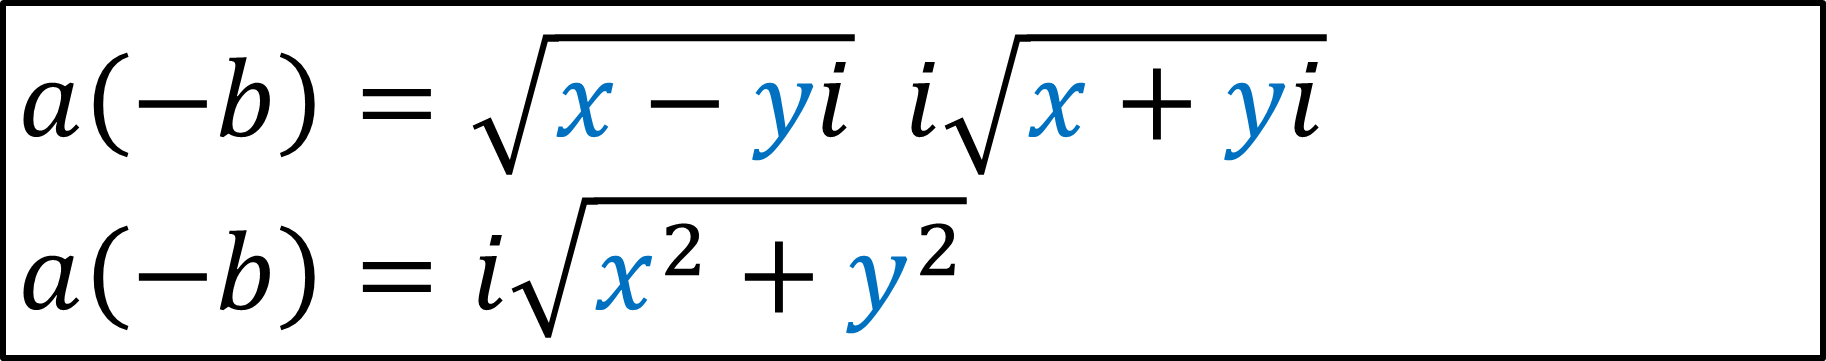 a(−b) = √(x − yi) i√(x + yi)
a(−b) = i√(x² + y²)